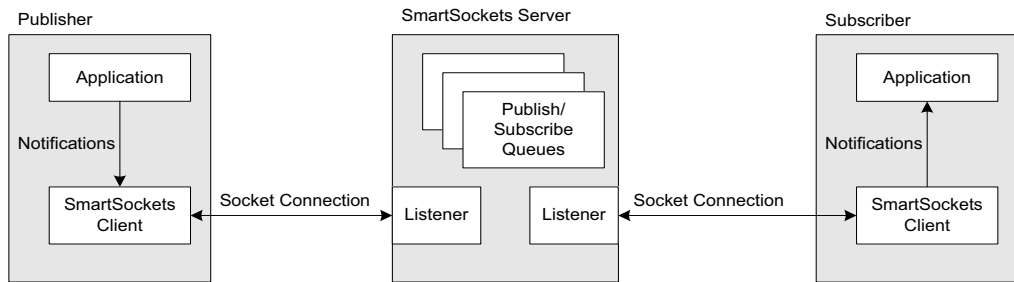 Publisher
SmartSockets Server
Subscriber
Application
Notifications
SmartSockets
Client
Socket Connection
Publish/
Subscribe
Queues
Listener
Listener
Socket Connection
Application
Notifications
SmartSockets
Client